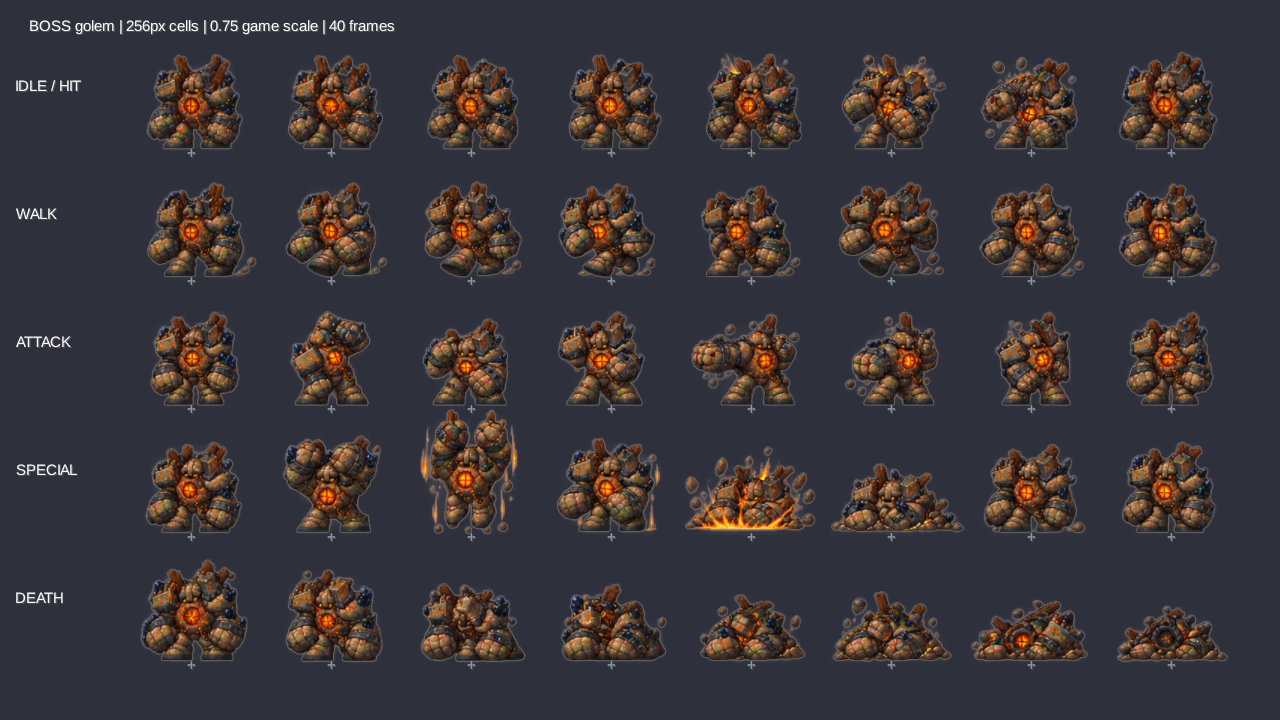 BOSS golem | 256px cells | 0.75 game scale | 40 frames
IDLE / HIT
WALK
ATTACK
SPECIAL
DEATH